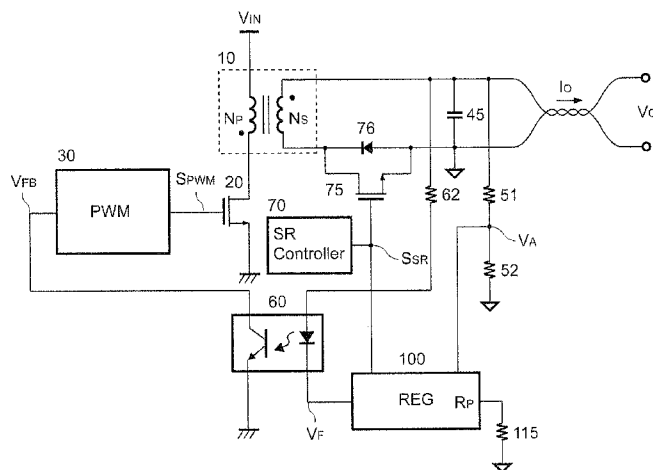 VIN
10
NP
NS
76
45
IO
VO
30
VFB
PWM
SPWM
20
75
62
51
70
SR
Controller
SSR
VA
52
60
100
REG
RP
VF
115